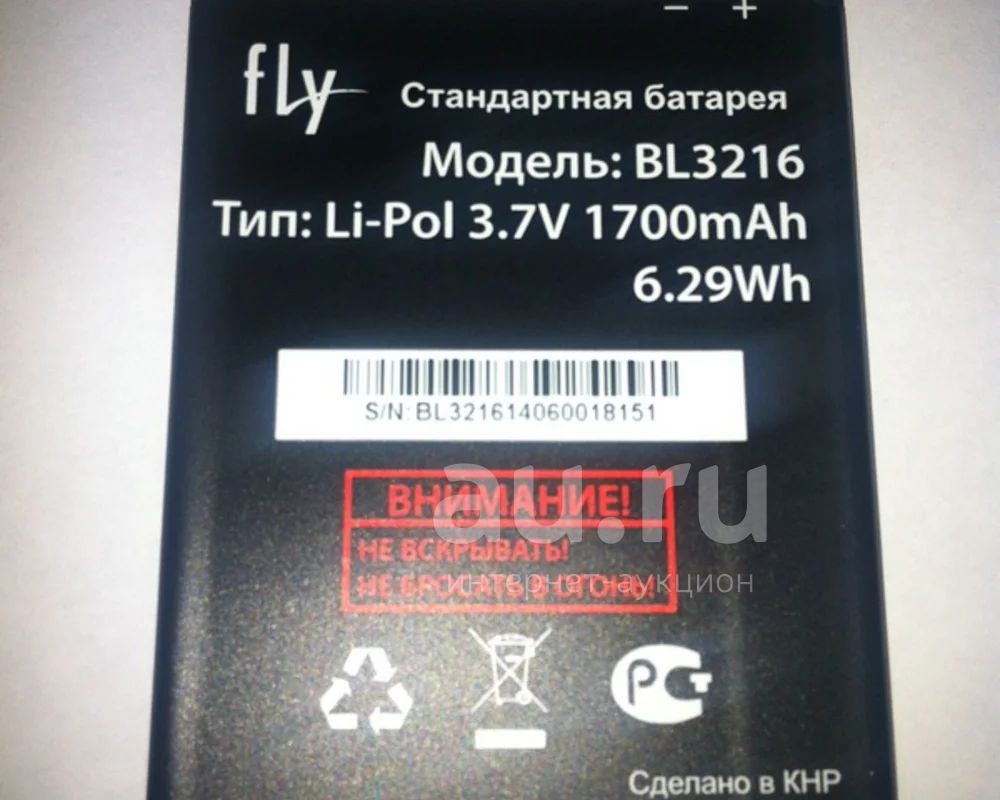 − +
fly Стандартная батарея
Модель: BL3216
Тип: Li-Pol 3.7V 1700mAh
6.29Wh
S/N: BL321614060018151
ВНИМАНИЕ!
НЕ ВСКРЫВАТЬ!
НЕ БРОСАТЬ В ОГОНЬ!
au.ru
интернет-аукцион
РСТ
Сделано в КНР